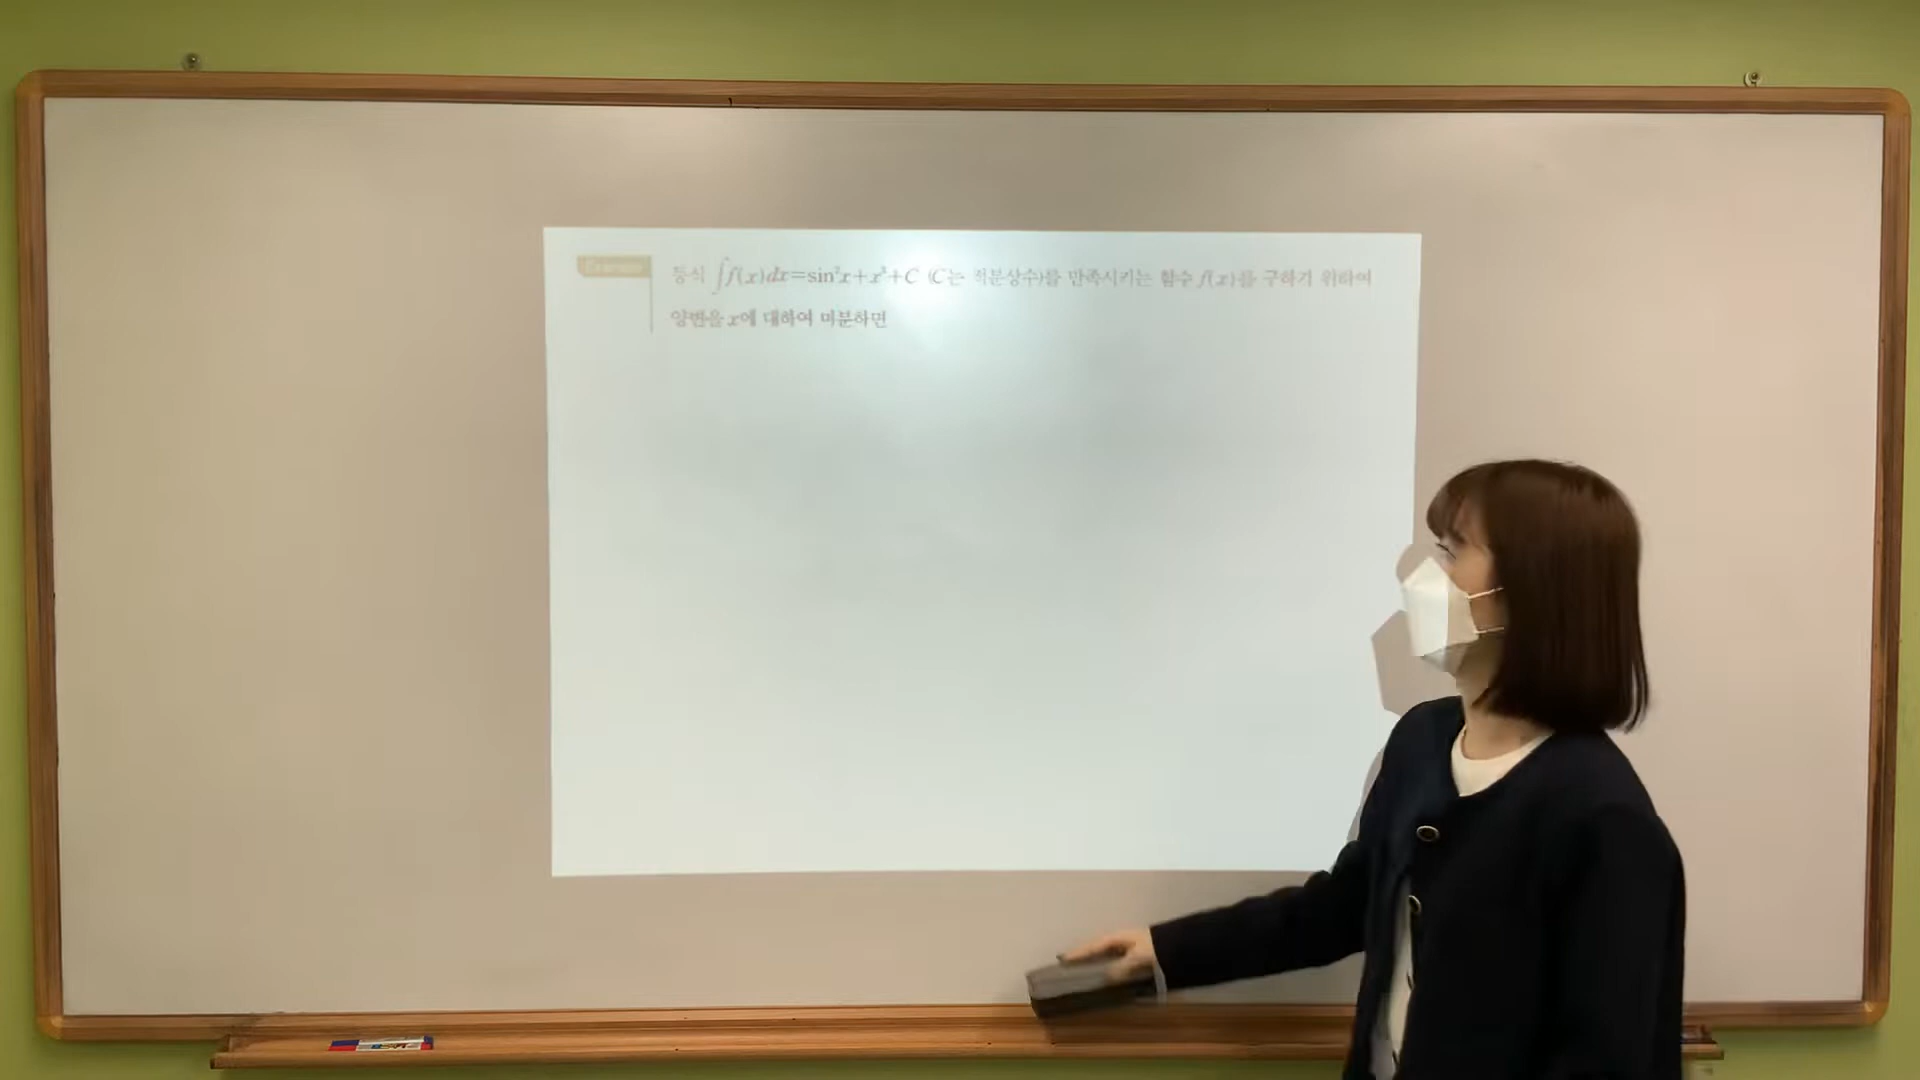 Example
등식 ∫f(x)dx=sin²x+x³+C (C는 적분상수)를 만족시키는 함수 f(x)를 구하기 위하여
양변을 x에 대하여 미분하면